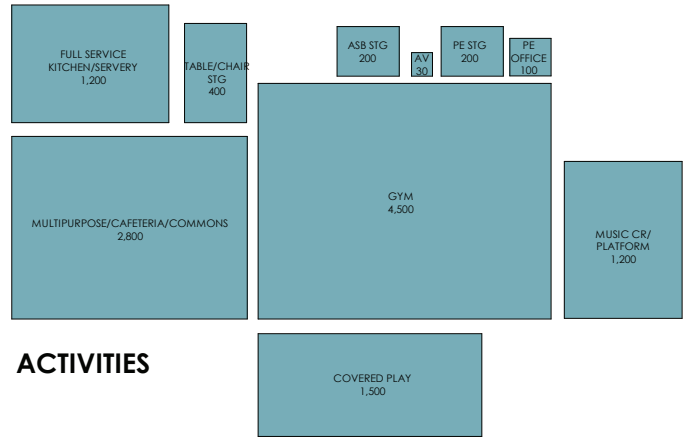 FULL SERVICE
KITCHEN/SERVERY
1,200
TABLE/CHAIR
STG
400
ASB STG
200
AV
30
PE STG
200
PE
OFFICE
100
MULTIPURPOSE/CAFETERIA/COMMONS
2,800
GYM
4,500
MUSIC CR/
PLATFORM
1,200
ACTIVITIES
COVERED PLAY
1,500